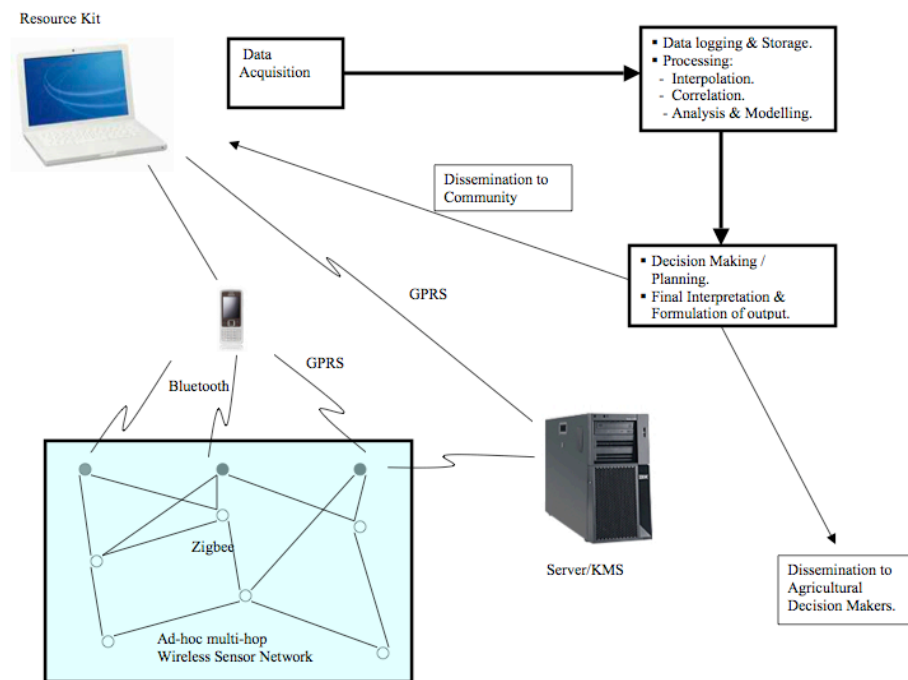 Resource Kit
Data
Acquisition
▪ Data logging & Storage.
▪ Processing:
- Interpolation.
- Correlation.
- Analysis & Modelling.
Dissemination to
Community
▪ Decision Making /
Planning.
▪ Final Interpretation &
Formulation of output.
GPRS
GPRS
Bluetooth
Zigbee
Ad-hoc multi-hop
Wireless Sensor Network
Server/KMS
Dissemination to
Agricultural
Decision Makers.